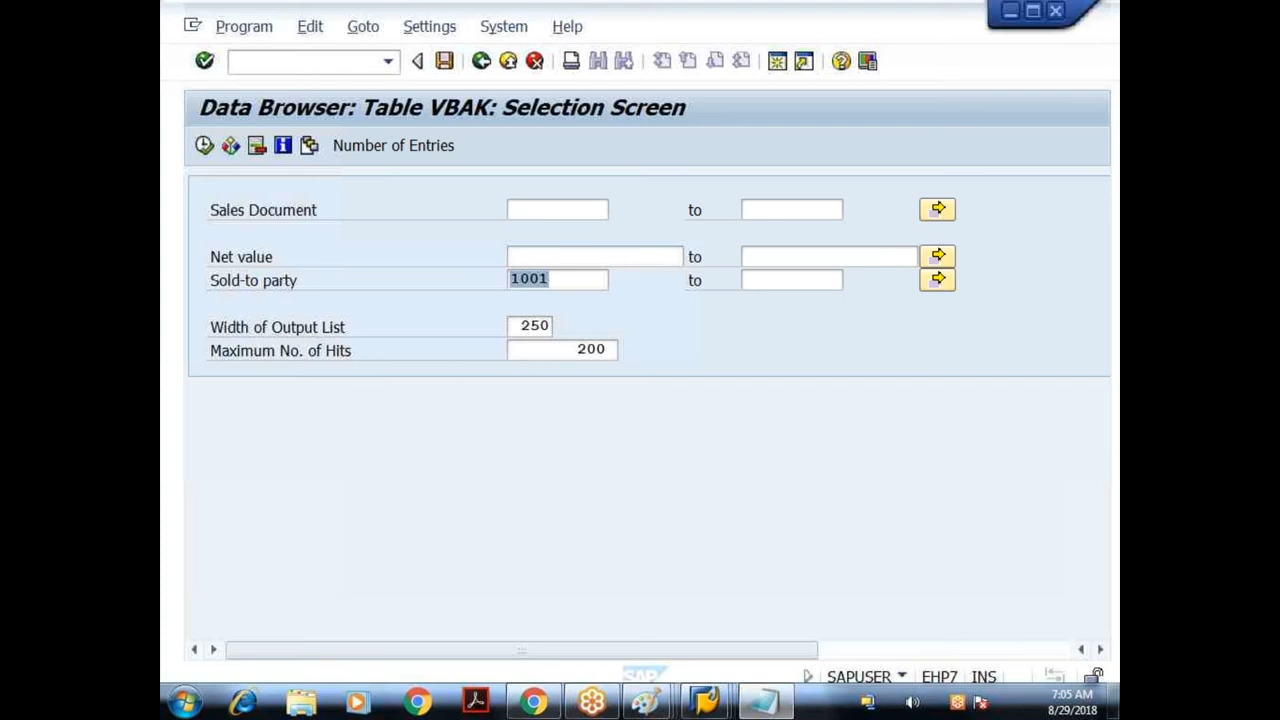 Program Edit Goto Settings System Help
Data Browser: Table VBAK: Selection Screen
Number of Entries
Sales Document to
Net value to
Sold-to party 1001 to
Width of Output List 250
Maximum No. of Hits 200
SAP
SAPUSER EHP7 INS
7:05 AM
8/29/2018